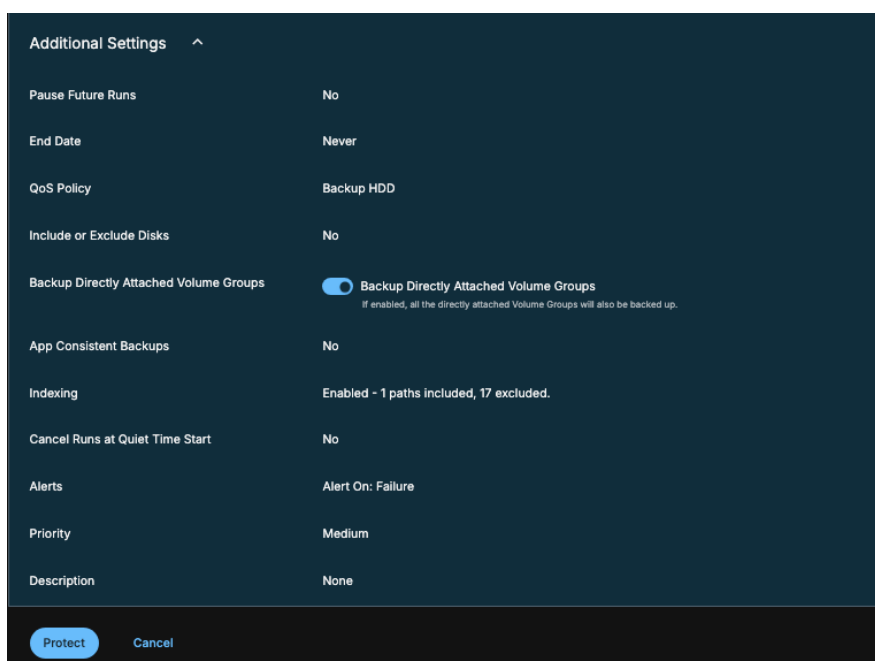 Additional Settings
Pause Future Runs No
End Date Never
QoS Policy Backup HDD
Include or Exclude Disks No
Backup Directly Attached Volume Groups Backup Directly Attached Volume Groups
If enabled, all the directly attached Volume Groups will also be backed up.
App Consistent Backups No
Indexing Enabled - 1 paths included, 17 excluded.
Cancel Runs at Quiet Time Start No
Alerts Alert On: Failure
Priority Medium
Description None
Protect Cancel